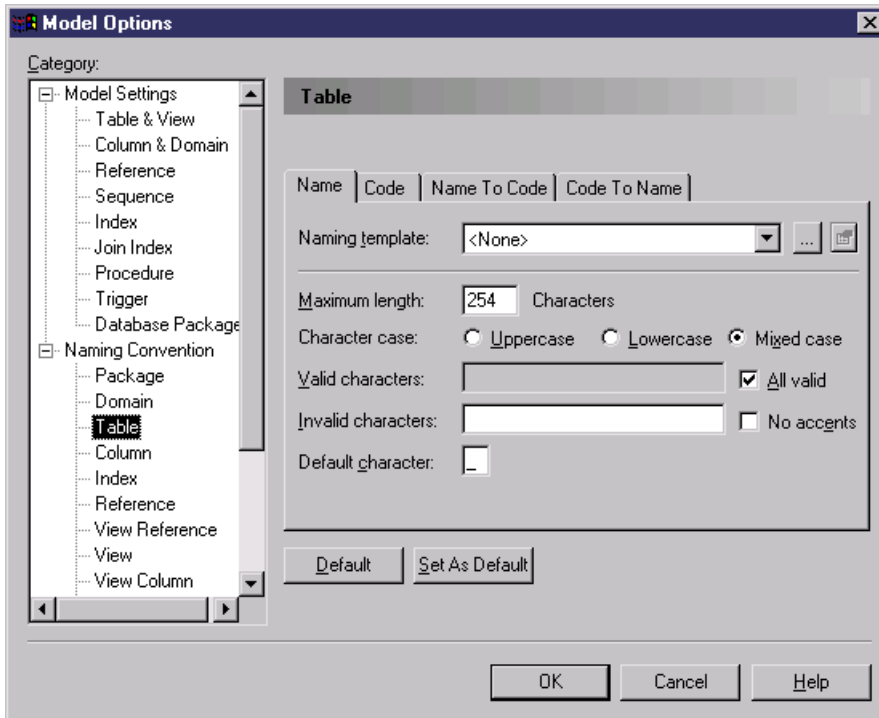 Model Options
Category:
Model Settings
Table & View
Column & Domain
Reference
Sequence
Index
Join Index
Procedure
Trigger
Database Package
Naming Convention
Package
Domain
Table
Column
Index
Reference
View Reference
View
View Column
Table
Name Code Name To Code Code To Name
Naming template: <None> ...
Maximum length: 254 Characters
Character case: Uppercase Lowercase Mixed case
Valid characters: All valid
Invalid characters: No accents
Default character: _
Default Set As Default
OK Cancel Help